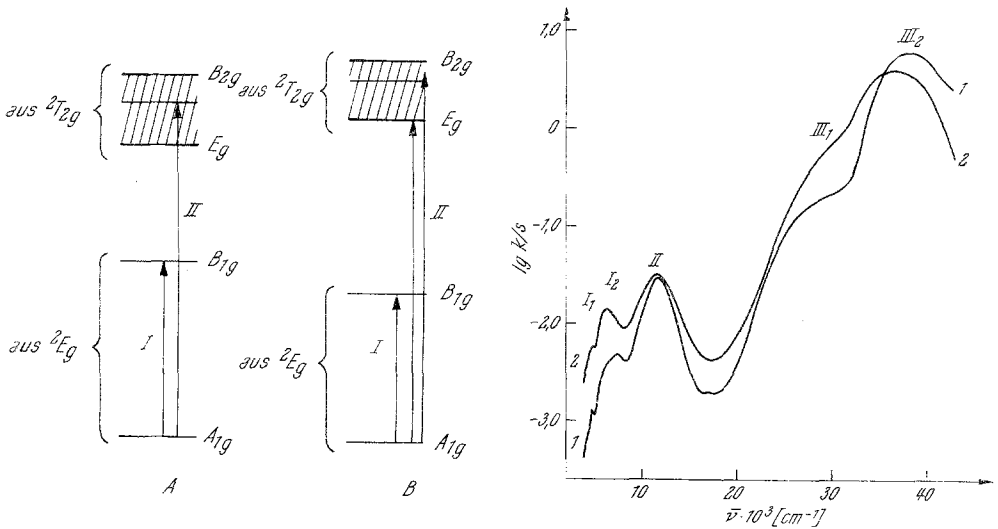 B2g
aus ²T2g
Eg
II
B1g
aus ²Eg
I
A1g
A
B2g
aus ²T2g
Eg
II
B1g
aus ²Eg
I
A1g
B
lg k/s
1,0
0
-1,0
-2,0
-3,0
I1
I2
II
III1
III2
1
2
2
1
10
20
30
40
ν̄·10³ [cm⁻¹]